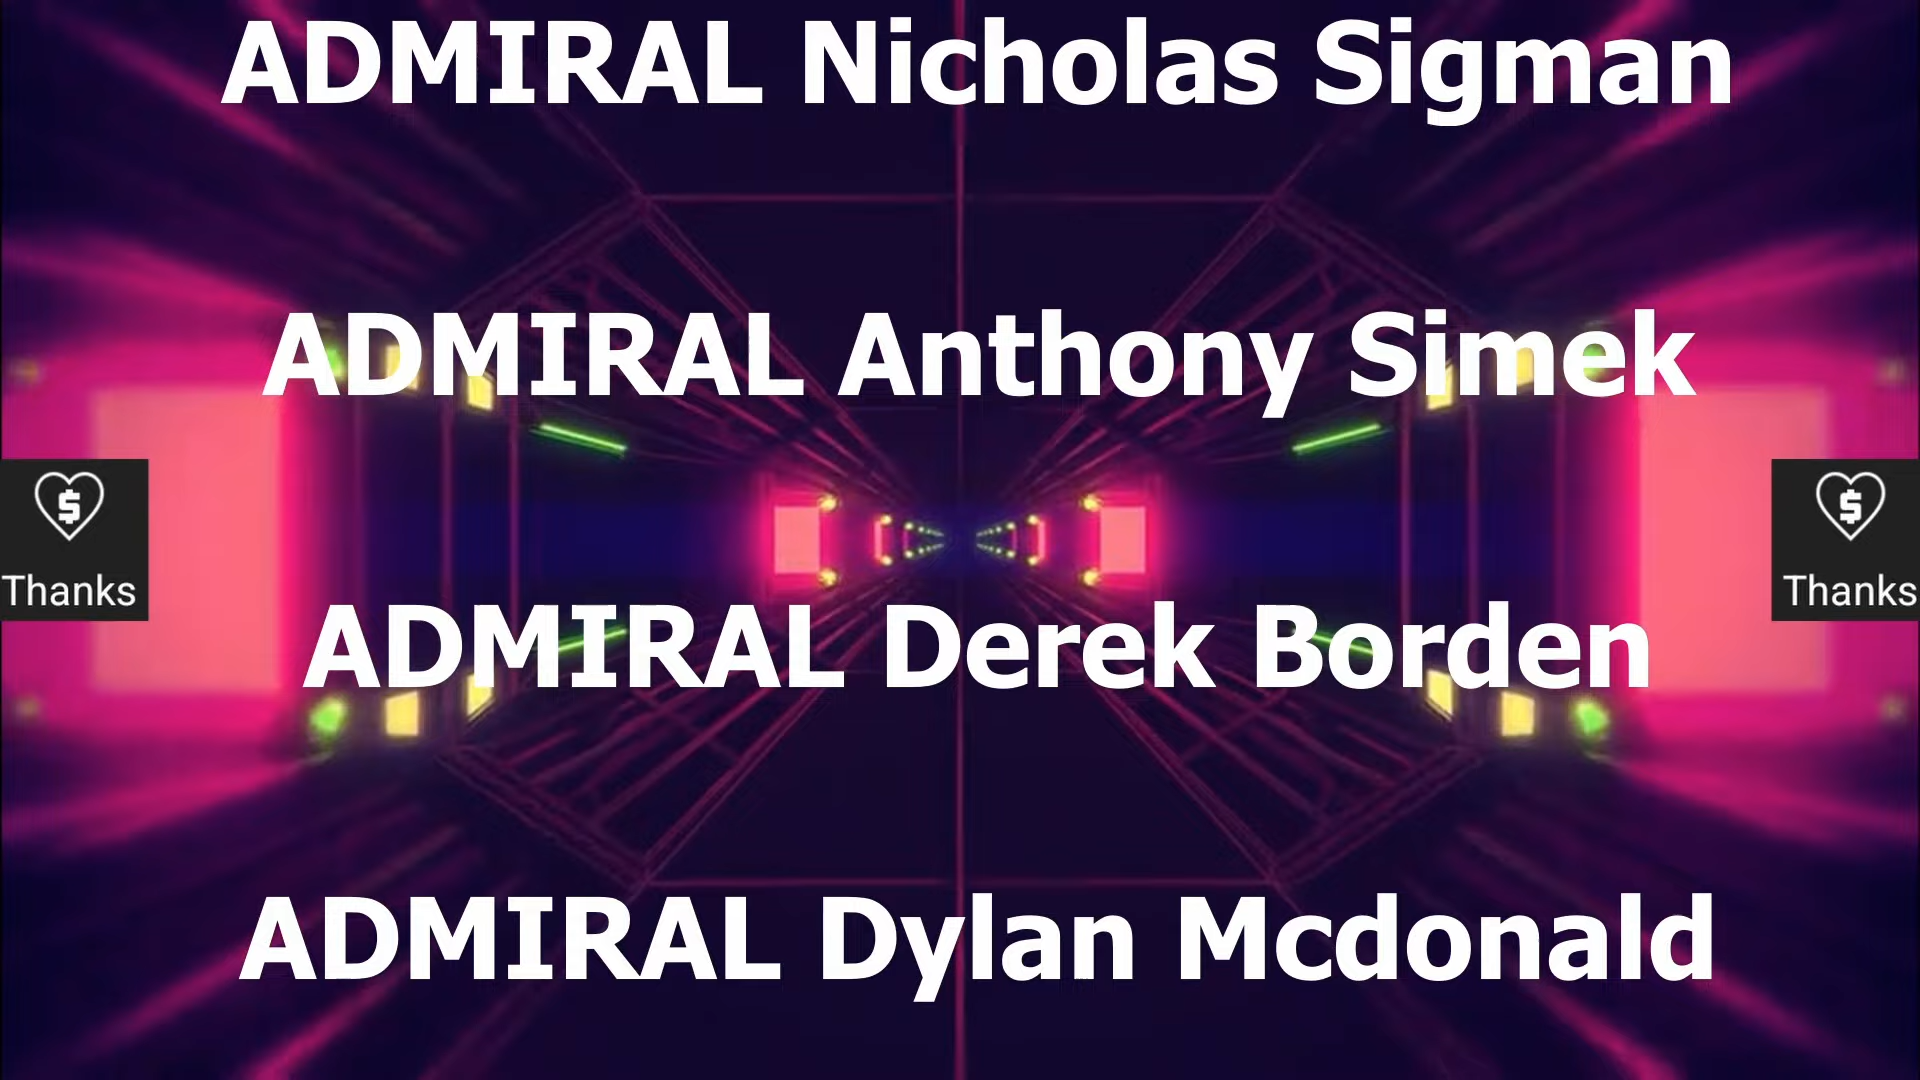 ADMIRAL Nicholas Sigman
ADMIRAL Anthony Simek
$
Thanks
$
Thanks
ADMIRAL Derek Borden
ADMIRAL Dylan Mcdonald